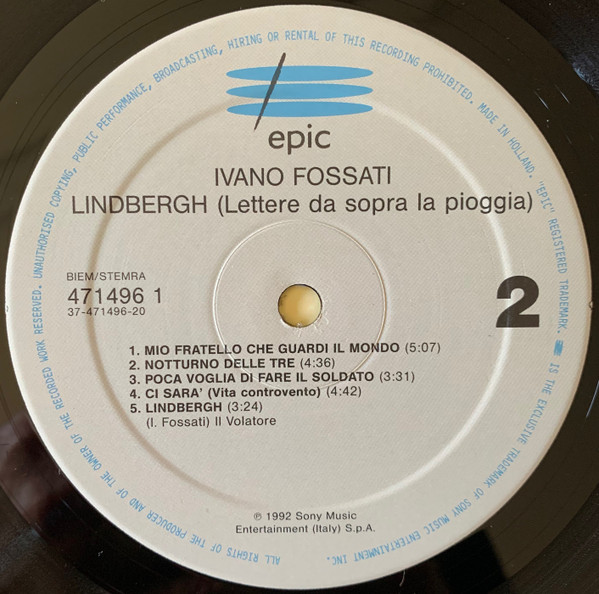 UNAUTHORISED COPYING, PUBLIC PERFORMANCE, BROADCASTING, HIRING OR RENTAL OF THIS RECORDING PROHIBITED. MADE IN HOLLAND. "EPIC" REGISTERED TRADEMARK.
IS THE EXCLUSIVE TRADEMARK OF SONY MUSIC ENTERTAINMENT INC.
ALL RIGHTS OF THE PRODUCER AND OF THE OWNER OF THE RECORDED WORK RESERVED.
epic
IVANO FOSSATI
LINDBERGH (Lettere da sopra la pioggia)
BIEM/STEMRA
471496 1
37-471496-20
2
1. MIO FRATELLO CHE GUARDI IL MONDO (5:07)
2. NOTTURNO DELLE TRE (4:36)
3. POCA VOGLIA DI FARE IL SOLDATO (3:31)
4. CI SARA' (Vita controvento) (4:42)
5. LINDBERGH (3:24)
(I. Fossati) Il Volatore
℗ 1992 Sony Music
Entertainment (Italy) S.p.A.